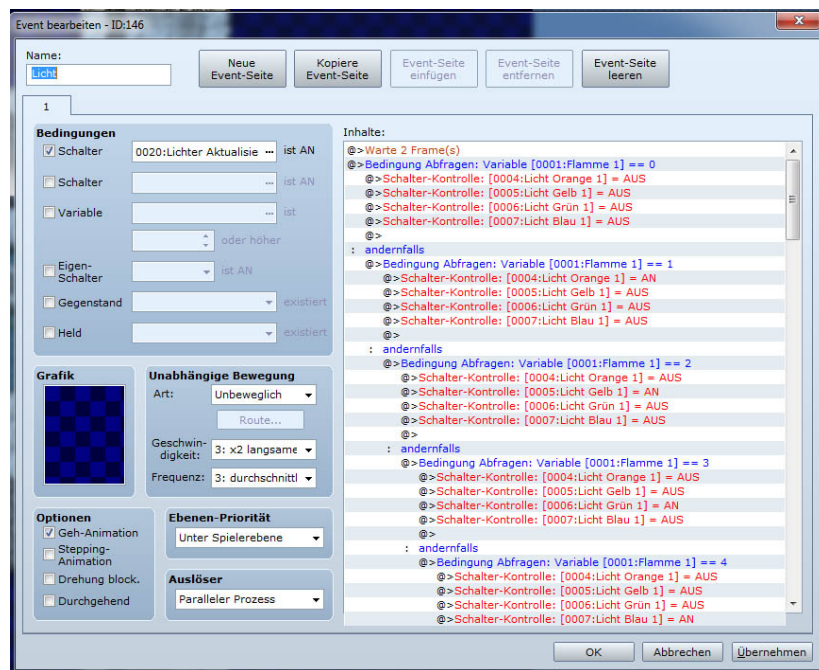 Event bearbeiten - ID:146
Name:
Licht
Neue Event-Seite
Kopiere Event-Seite
Event-Seite einfügen
Event-Seite entfernen
Event-Seite leeren
1
Bedingungen
Schalter 0020:Lichter Aktualisie ... ist AN
Schalter ... ist AN
Variable ... ist
oder höher
Eigen-Schalter ist AN
Gegenstand existiert
Held existiert
Grafik
Unabhängige Bewegung
Art: Unbeweglich
Route...
Geschwin-digkeit: 3: x2 langsame
Frequenz: 3: durchschnittl
Optionen
Geh-Animation
Stepping-Animation
Drehung block.
Durchgehend
Ebenen-Priorität
Unter Spielerebene
Auslöser
Paralleler Prozess
Inhalte:
@>Warte 2 Frame(s)
@>Bedingung Abfragen: Variable [0001:Flamme 1] == 0
@>Schalter-Kontrolle: [0004:Licht Orange 1] = AUS
@>Schalter-Kontrolle: [0005:Licht Gelb 1] = AUS
@>Schalter-Kontrolle: [0006:Licht Grün 1] = AUS
@>Schalter-Kontrolle: [0007:Licht Blau 1] = AUS
@>
: andernfalls
@>Bedingung Abfragen: Variable [0001:Flamme 1] == 1
@>Schalter-Kontrolle: [0004:Licht Orange 1] = AN
@>Schalter-Kontrolle: [0005:Licht Gelb 1] = AUS
@>Schalter-Kontrolle: [0006:Licht Grün 1] = AUS
@>Schalter-Kontrolle: [0007:Licht Blau 1] = AUS
@>
: andernfalls
@>Bedingung Abfragen: Variable [0001:Flamme 1] == 2
@>Schalter-Kontrolle: [0004:Licht Orange 1] = AUS
@>Schalter-Kontrolle: [0005:Licht Gelb 1] = AN
@>Schalter-Kontrolle: [0006:Licht Grün 1] = AUS
@>Schalter-Kontrolle: [0007:Licht Blau 1] = AUS
@>
: andernfalls
@>Bedingung Abfragen: Variable [0001:Flamme 1] == 3
@>Schalter-Kontrolle: [0004:Licht Orange 1] = AUS
@>Schalter-Kontrolle: [0005:Licht Gelb 1] = AUS
@>Schalter-Kontrolle: [0006:Licht Grün 1] = AN
@>Schalter-Kontrolle: [0007:Licht Blau 1] = AUS
@>
: andernfalls
@>Bedingung Abfragen: Variable [0001:Flamme 1] == 4
@>Schalter-Kontrolle: [0004:Licht Orange 1] = AUS
@>Schalter-Kontrolle: [0005:Licht Gelb 1] = AUS
@>Schalter-Kontrolle: [0006:Licht Grün 1] = AUS
@>Schalter-Kontrolle: [0007:Licht Blau 1] = AN
OK
Abbrechen
Übernehmen